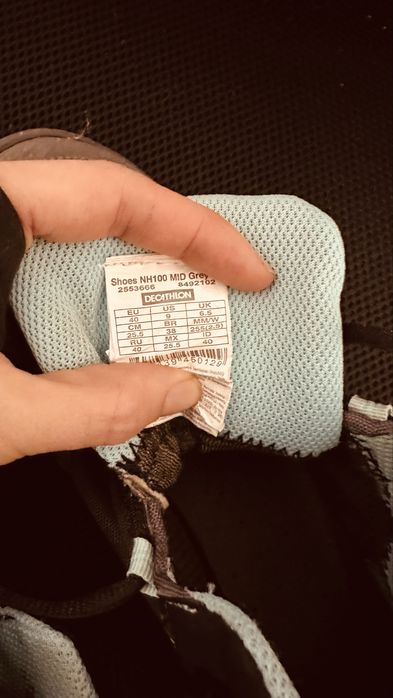 Shoes NH100 MID Grey
2553666 8492102
DECATHLON
EU US UK
40 9 6.5
CM BR MM/W
25.5 38 255(2.5)
RU MX ID
40 25.5 40